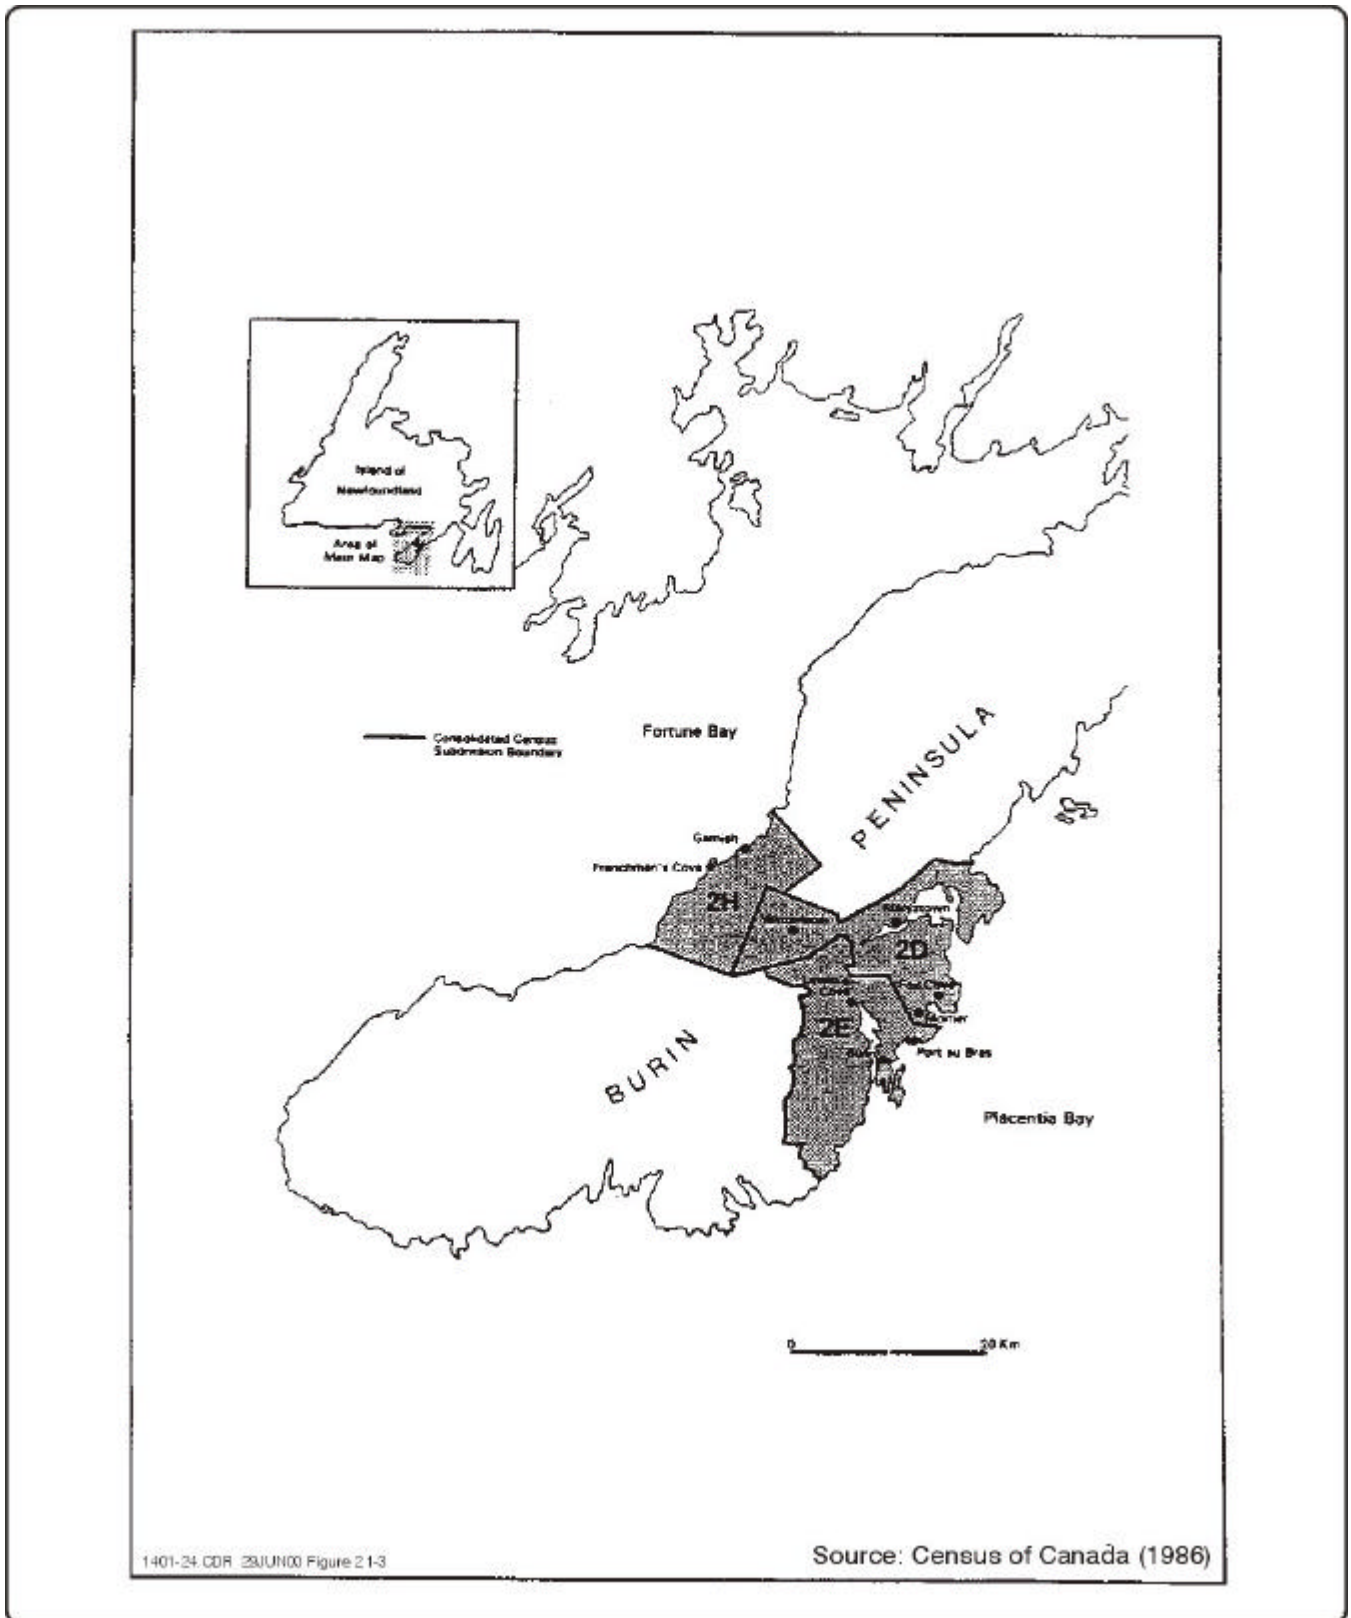 Island of
Newfoundland
Area of
Main Map
Consolidated Census
Subdivision Boundary
Fortune Bay
PENINSULA
Garnish
Frenchman's Cove
2H
2D
Cove
2E
Port au Bras
BURIN
Placentia Bay
0 20 Km
1401-24.CDR 29JUN00 Figure 2.1-3
Source: Census of Canada (1986)